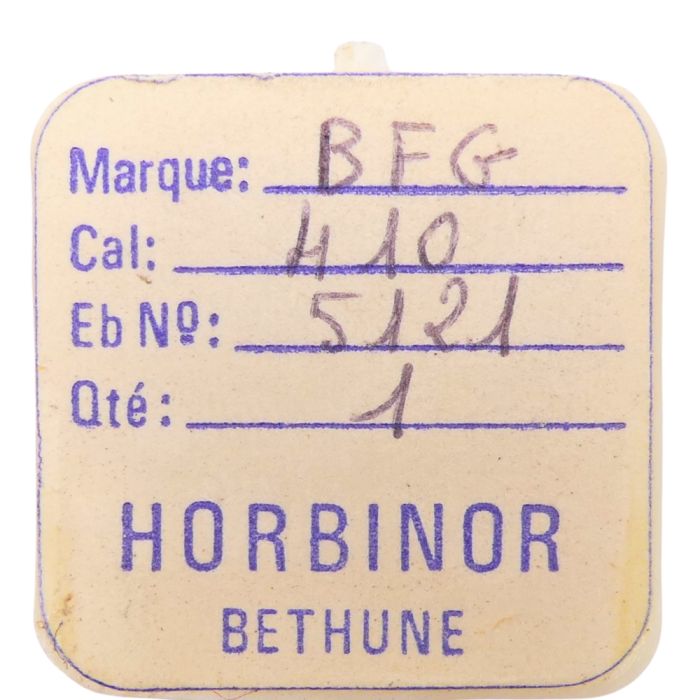 Marque: BFG
Cal: 410
Eb Nº: 5121
Qté: 1
HORBINOR
BETHUNE